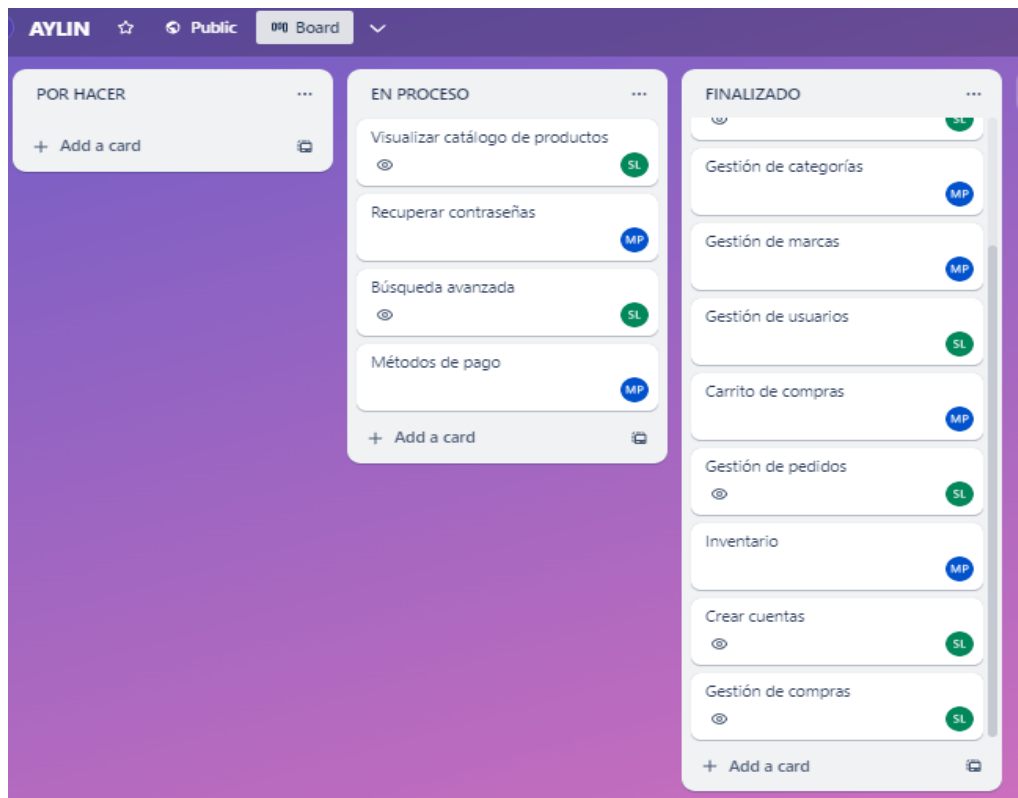 AYLIN Public Board
POR HACER
Add a card
EN PROCESO
Visualizar catálogo de productos
SL
Recuperar contraseñas
MP
Búsqueda avanzada
SL
Métodos de pago
MP
Add a card
FINALIZADO
SL
Gestión de categorías
MP
Gestión de marcas
MP
Gestión de usuarios
SL
Carrito de compras
MP
Gestión de pedidos
SL
Inventario
MP
Crear cuentas
SL
Gestión de compras
SL
Add a card